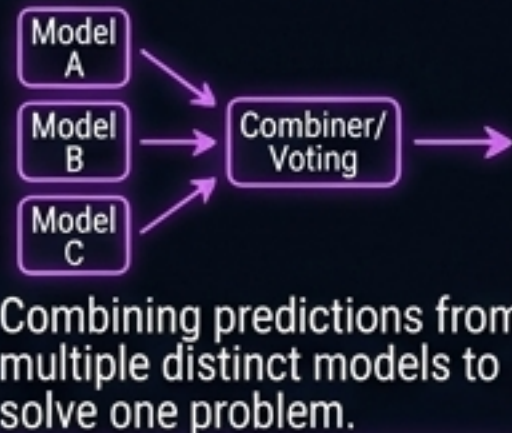 Model
A
Model
B
Model
C
Combiner/
Voting
Combining predictions from
multiple distinct models to
solve one problem.